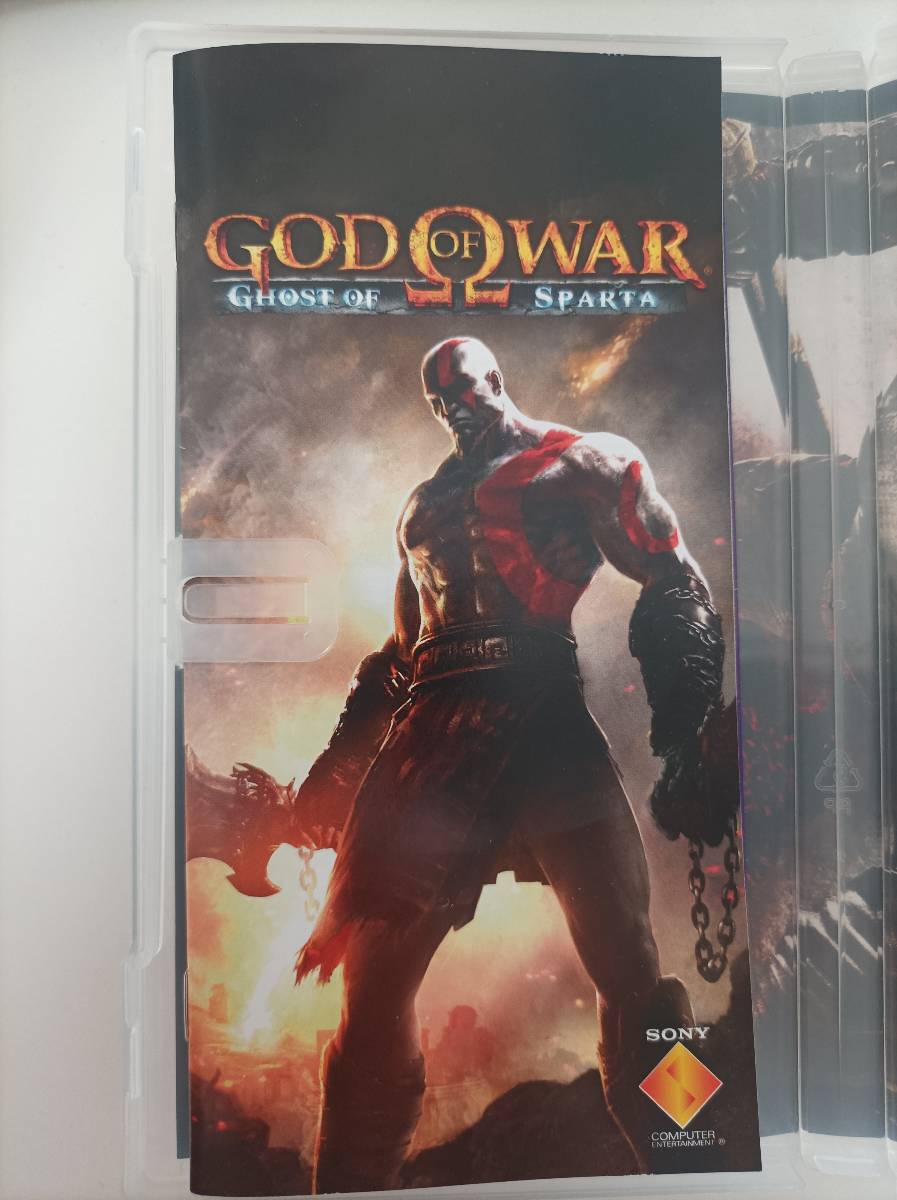 GOD OF WAR®
GHOST OF SPARTA
SONY
COMPUTER
ENTERTAINMENT®